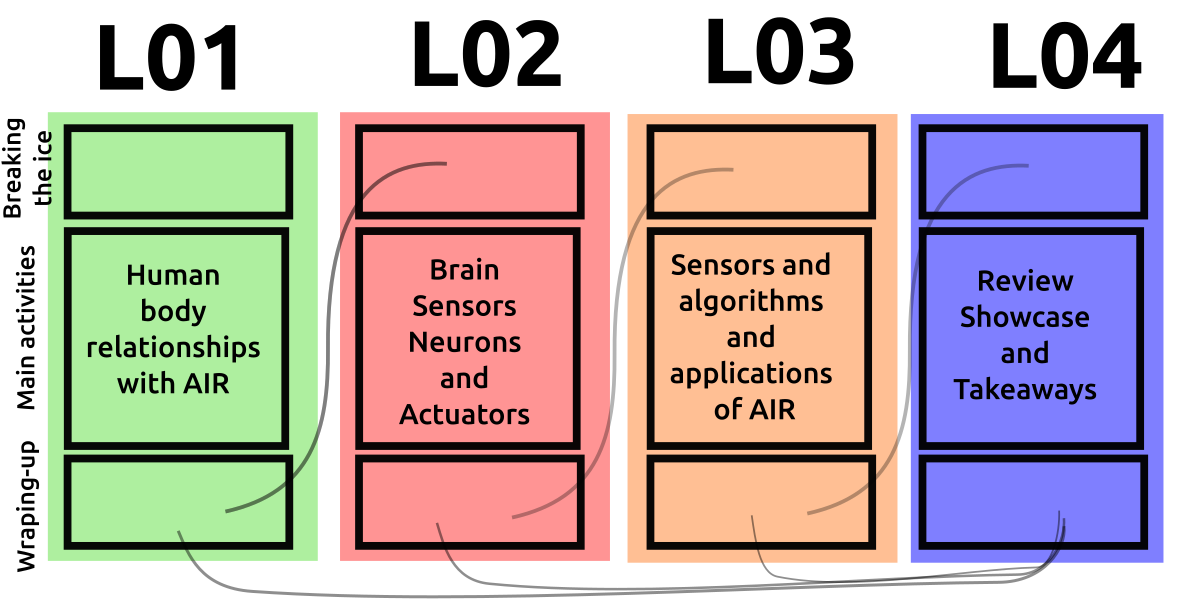 L01
L02
L03
L04
Breaking
the ice
Main activities
Wraping-up
Human
body
relationships
with AIR
Brain
Sensors
Neurons
and
Actuators
Sensors and
algorithms
and
applications
of AIR
Review
Showcase
and
Takeaways